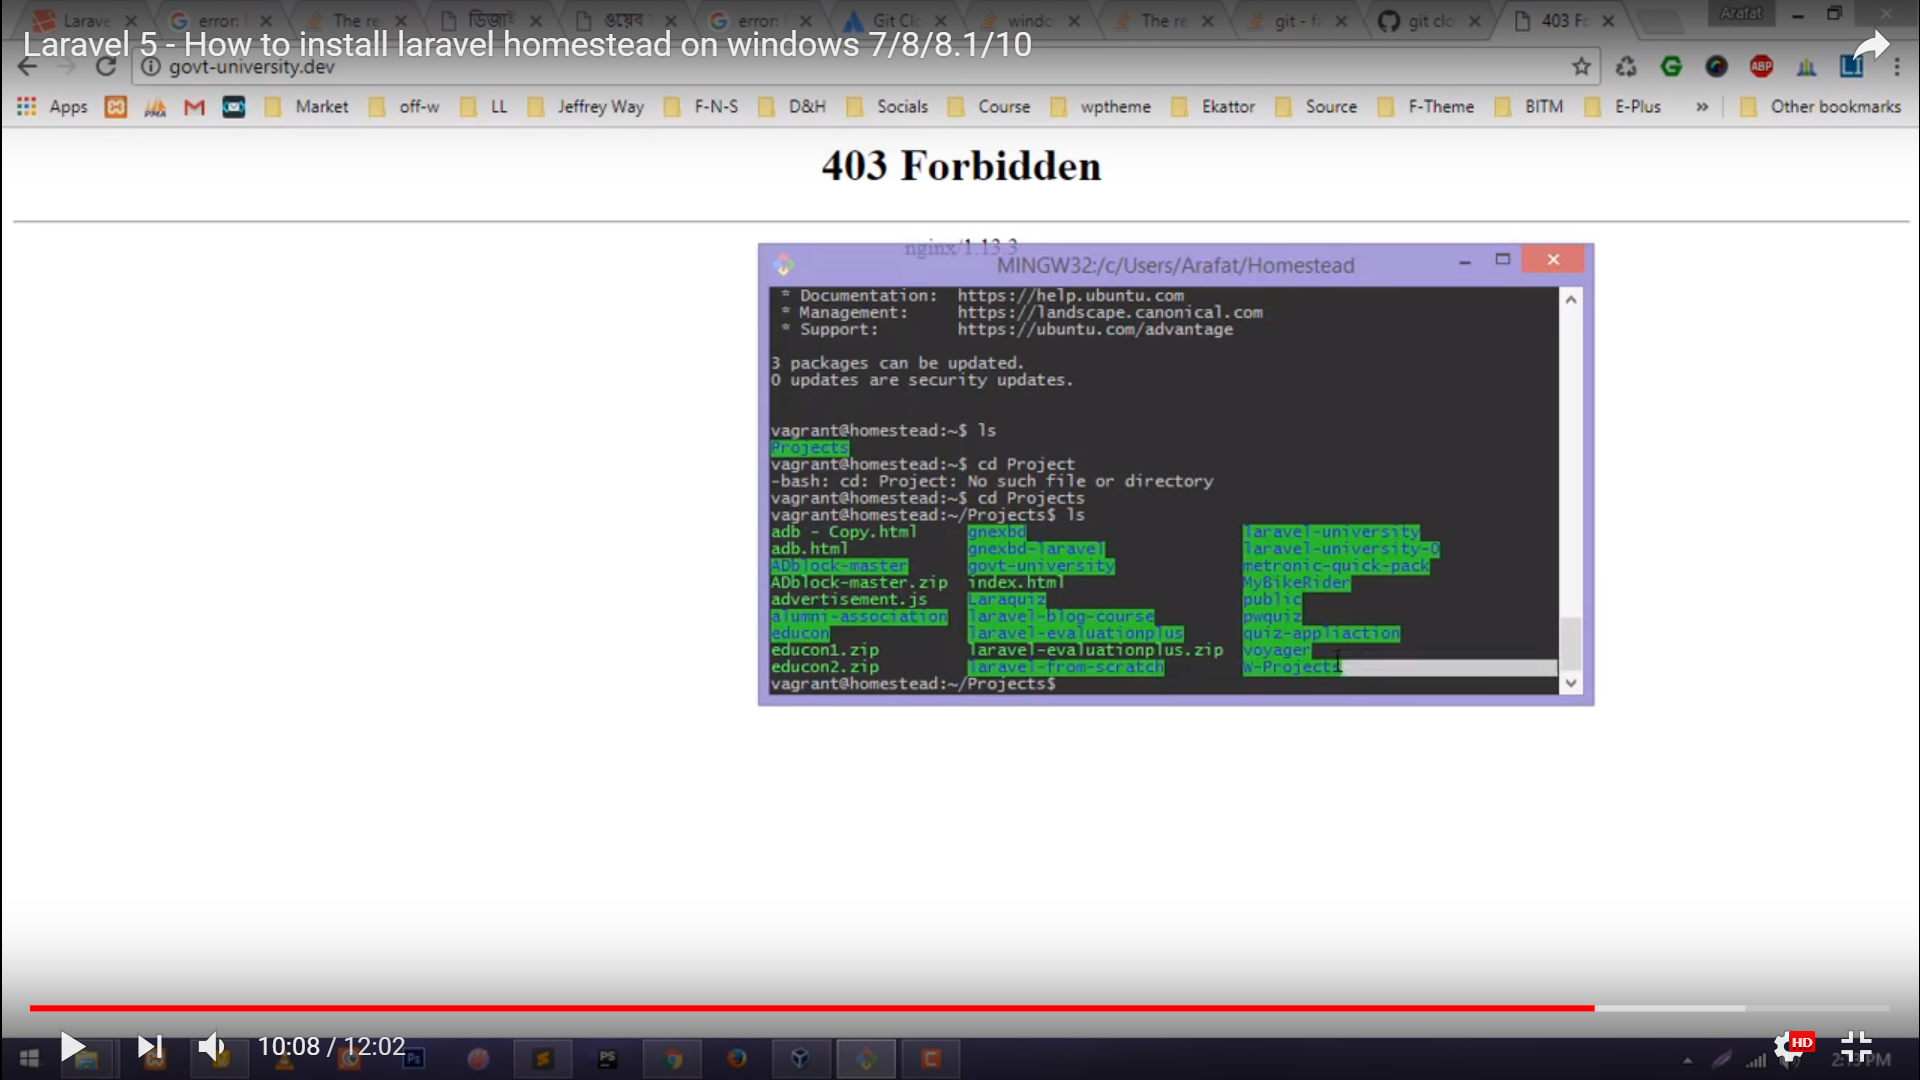 Larave error: The re ডিজাই ওয়েব error: Git Clo windo The re git - fa git clo 403 Fo Arafat
Laravel 5 - How to install laravel homestead on windows 7/8/8.1/10
govt-university.dev
Apps Market off-w LL Jeffrey Way F-N-S D&H Socials Course wptheme Ekattor Source F-Theme BITM E-Plus » Other bookmarks
403 Forbidden
nginx/1.13.3
MINGW32:/c/Users/Arafat/Homestead
* Documentation: https://help.ubuntu.com
* Management: https://landscape.canonical.com
* Support: https://ubuntu.com/advantage
3 packages can be updated.
0 updates are security updates.
vagrant@homestead:~$ ls
Projects
vagrant@homestead:~$ cd Project
-bash: cd: Project: No such file or directory
vagrant@homestead:~$ cd Projects
vagrant@homestead:~/Projects$ ls
adb - Copy.html gnexbd laravel-university
adb.html gnexbd-laravel laravel-university-0
ADblock-master govt-university metronic-quick-pack
ADblock-master.zip index.html MyBikeRider
advertisement.js Laraquiz public
alumni-association laravel-blog-course pwquiz
educon laravel-evaluationplus quiz-appliaction
educon1.zip laravel-evaluationplus.zip voyager
educon2.zip laravel-from-scratch W-Projects
vagrant@homestead:~/Projects$
10:08 / 12:02
HD